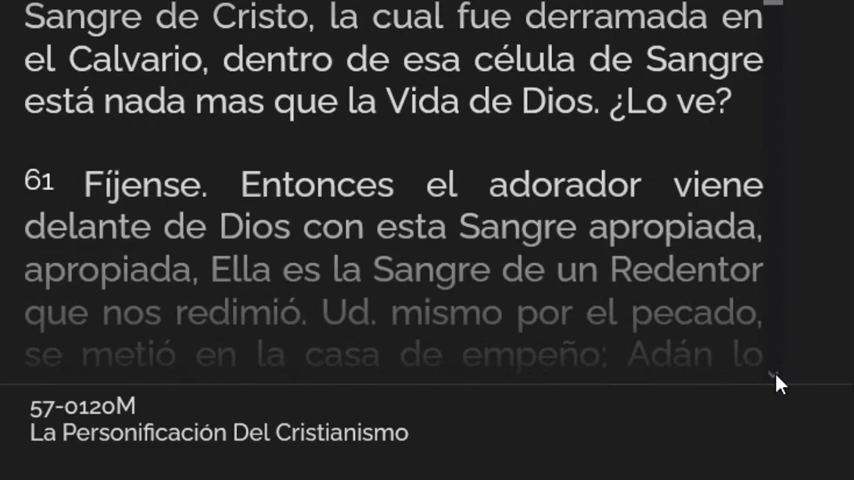 Sangre de Cristo, la cual fue derramada en
el Calvario, dentro de esa célula de Sangre
está nada mas que la Vida de Dios. ¿Lo ve?
61 Fíjense. Entonces el adorador viene
delante de Dios con esta Sangre apropiada,
apropiada, Ella es la Sangre de un Redentor
que nos redimió. Ud. mismo por el pecado,
se metió en la casa de empeño; Adán lo
57-0120M
La Personificación Del Cristianismo